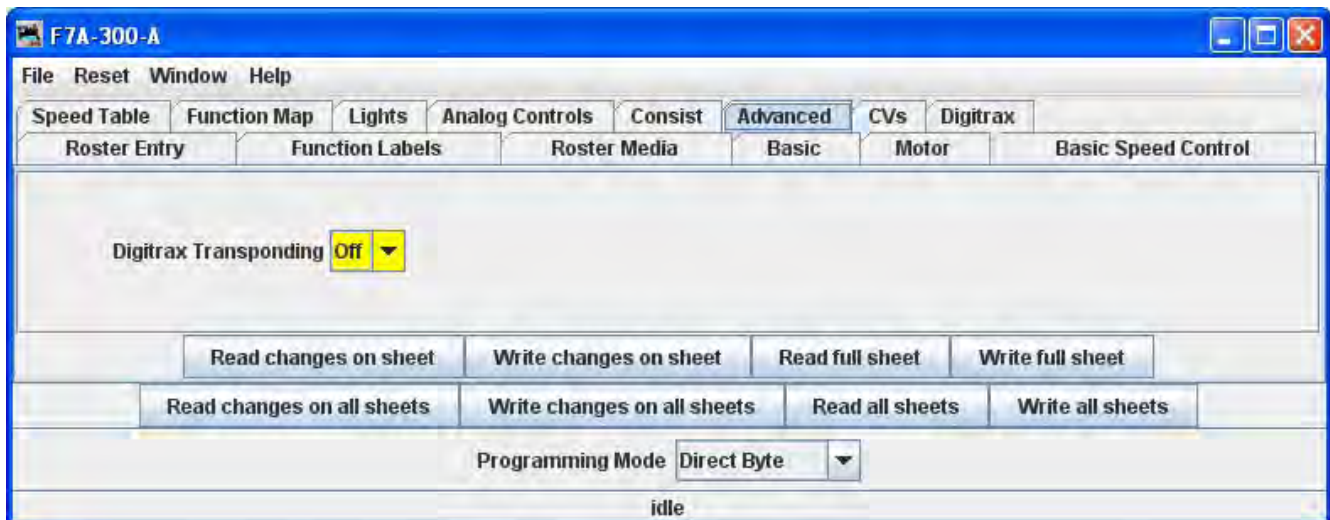 F7A-300-A
File Reset Window Help
Speed Table Function Map Lights Analog Controls Consist Advanced CVs Digitrax
Roster Entry Function Labels Roster Media Basic Motor Basic Speed Control
Digitrax Transponding Off
Read changes on sheet Write changes on sheet Read full sheet Write full sheet
Read changes on all sheets Write changes on all sheets Read all sheets Write all sheets
Programming Mode Direct Byte
idle